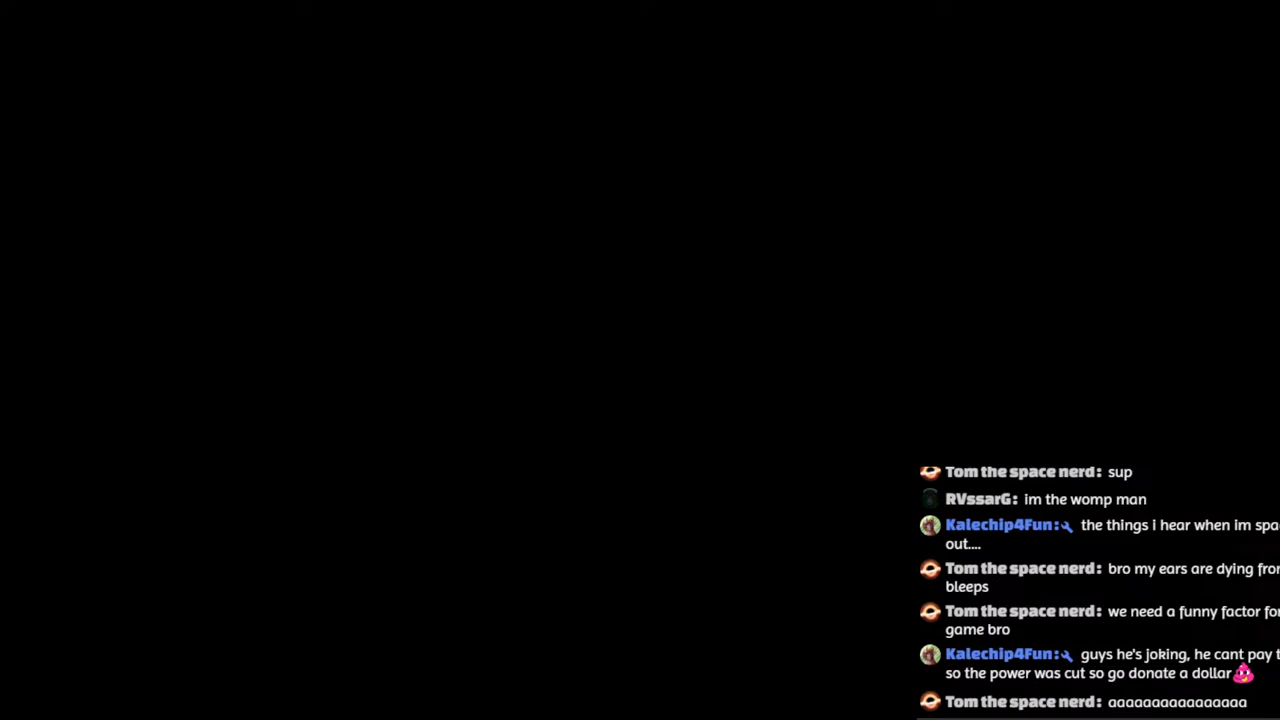 Tom the space nerd: sup
RVssarG: im the womp man
Kalechip4Fun: the things i hear when im spa
out....
Tom the space nerd: bro my ears are dying fro
bleeps
Tom the space nerd: we need a funny factor fo
game bro
Kalechip4Fun: guys he's joking, he cant pay t
so the power was cut so go donate a dollar
Tom the space nerd: aaaaaaaaaaaaaaaa